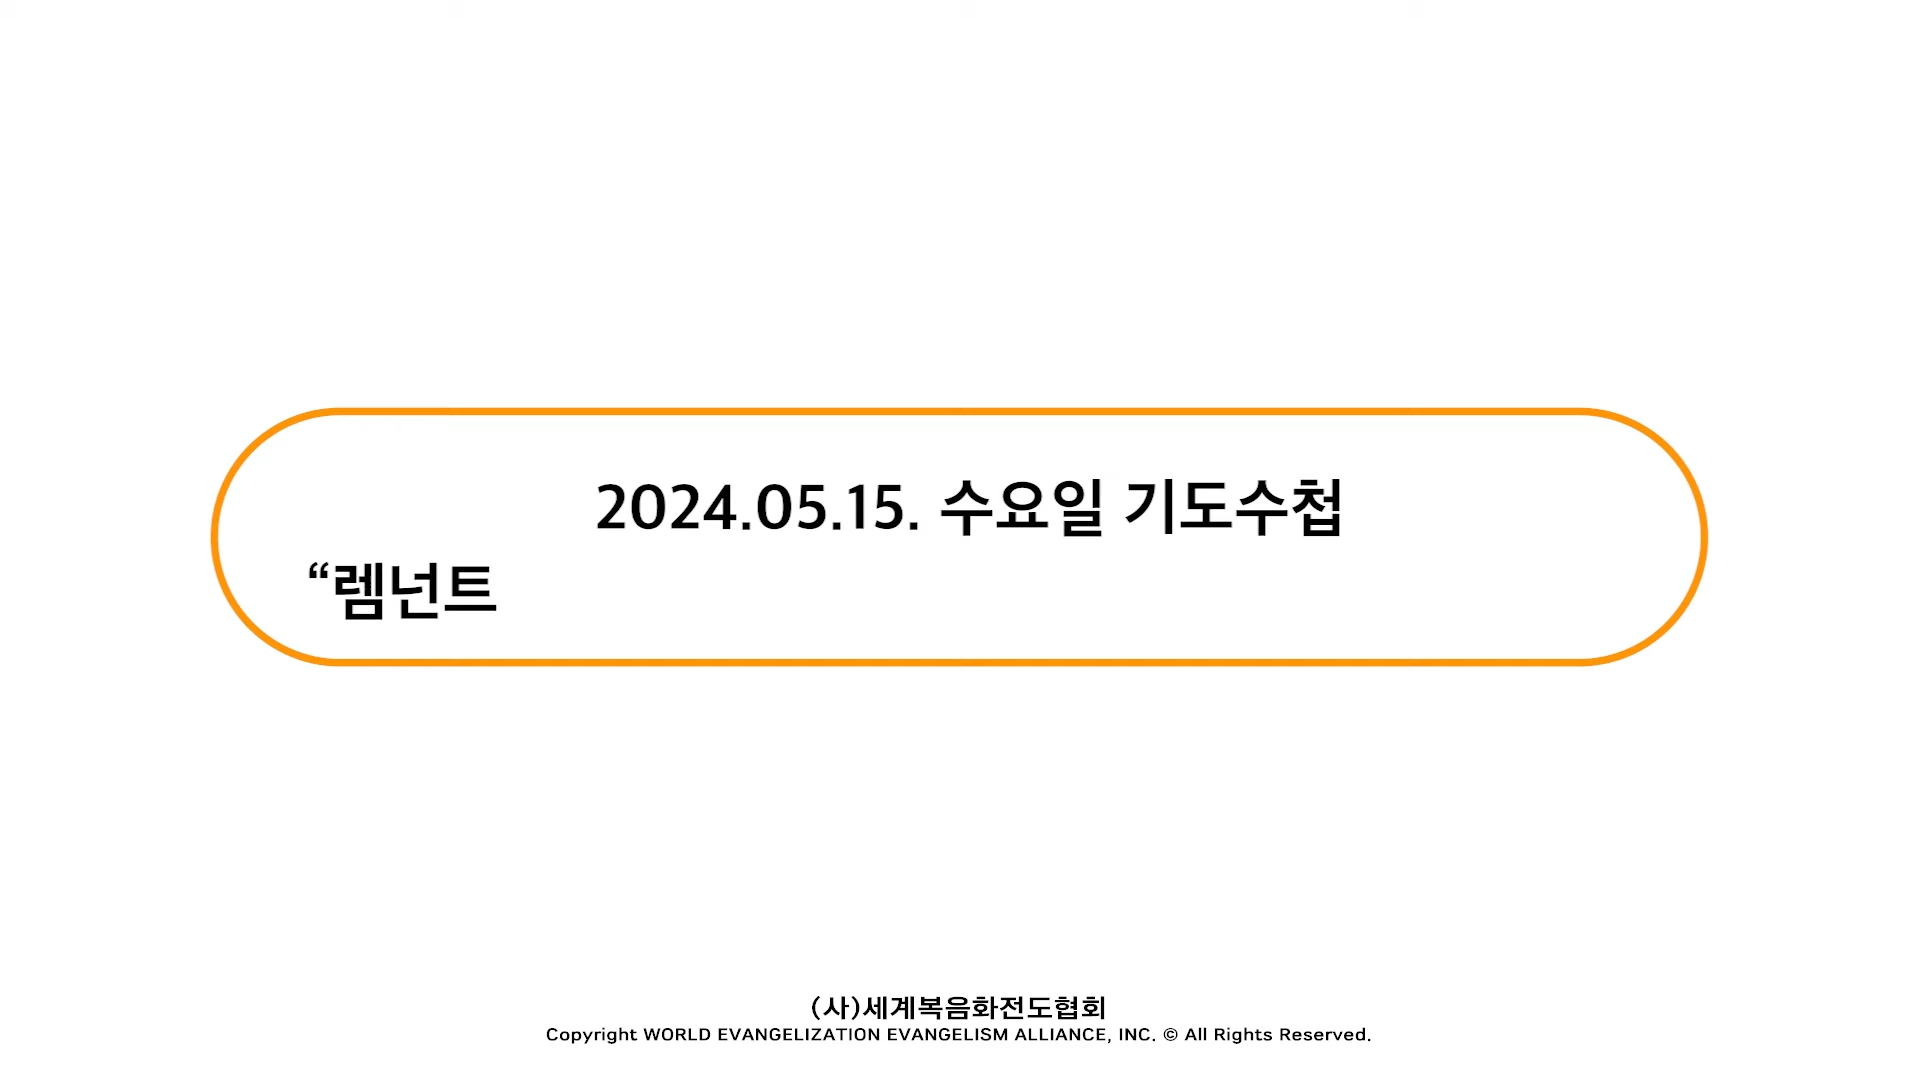 2024.05.15. 수요일 기도수첩
“렘넌트
(사)세계복음화전도협회
Copyright WORLD EVANGELIZATION EVANGELISM ALLIANCE, INC. © All Rights Reserved.